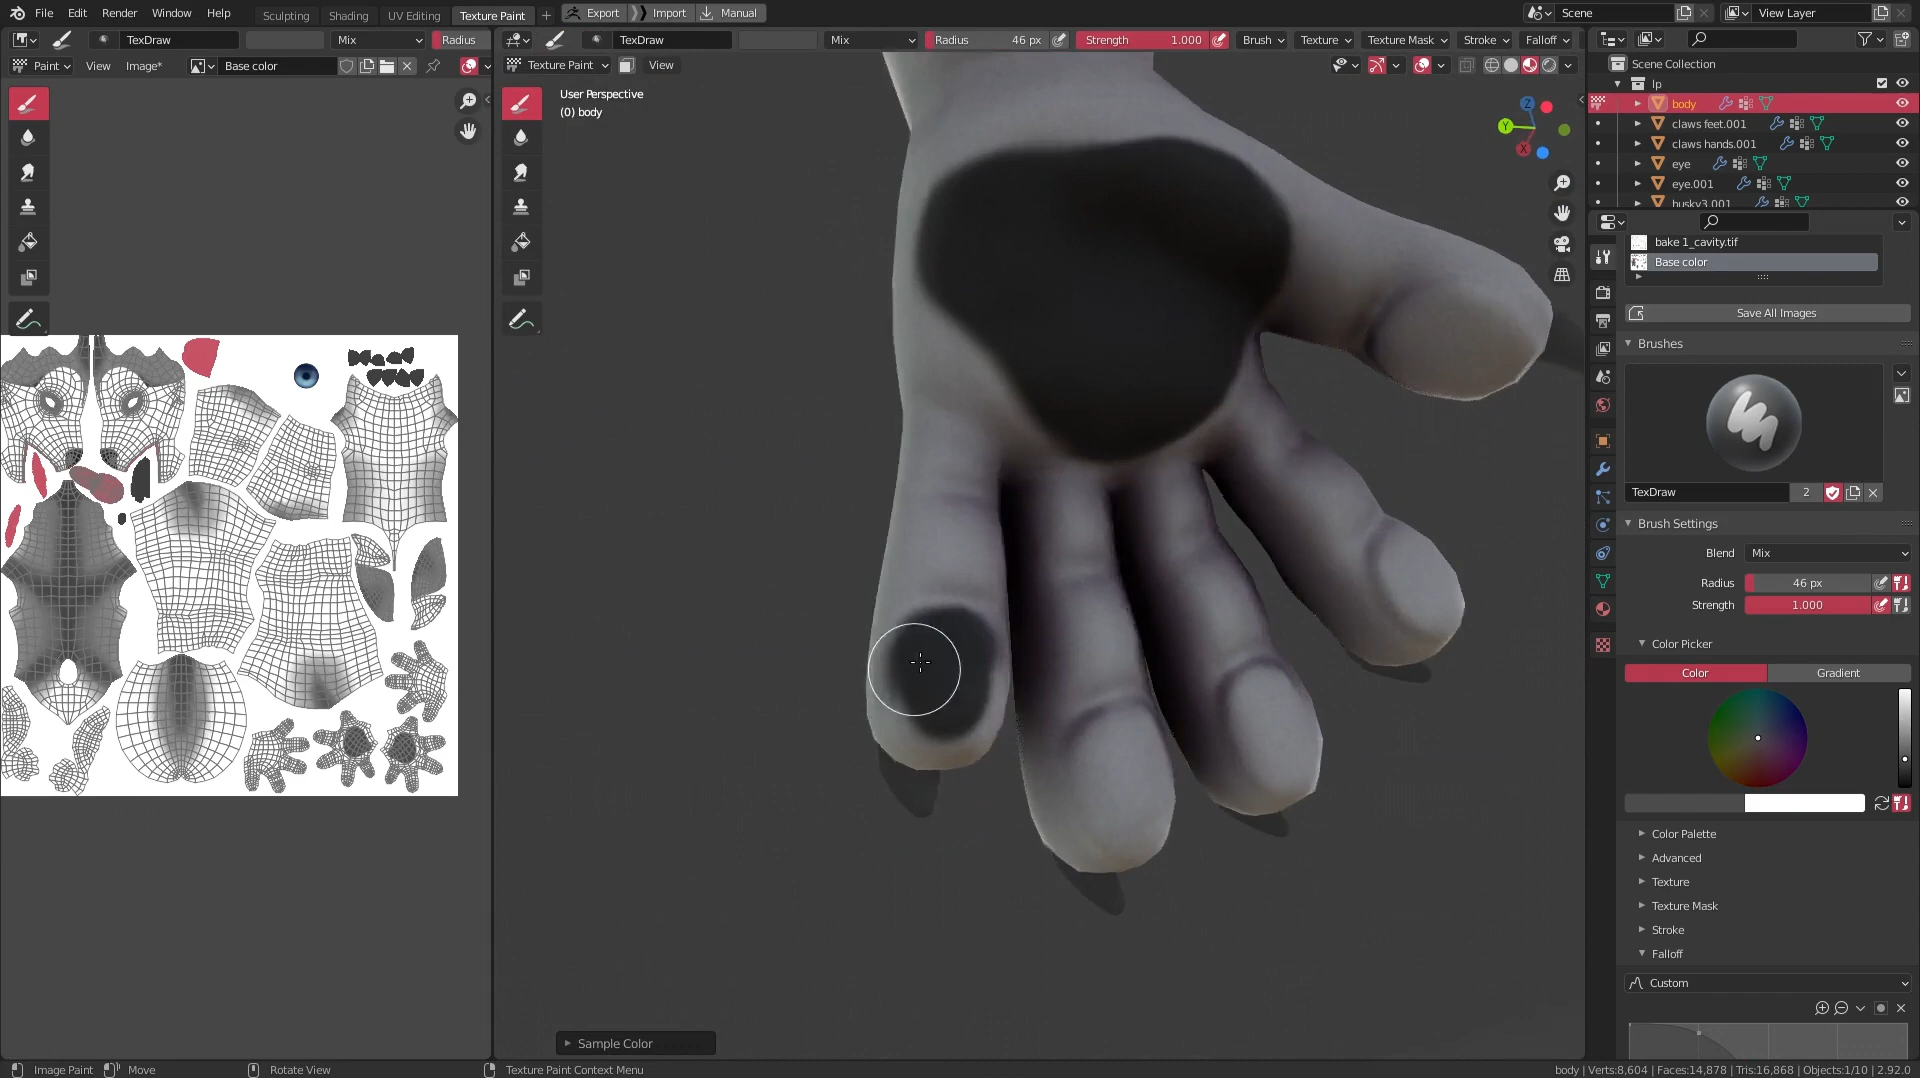 File Edit Render Window Help Sculpting Shading UV Editing Texture Paint + Export Import Manual Scene View Layer
TexDraw Mix Radius TexDraw Mix Radius 46 px Strength 1.000 Brush Texture Texture Mask Stroke Falloff
Paint View Image* Base color Texture Paint View
User Perspective
(0) body
Scene Collection
lp
body
claws feet.001
claws hands.001
eye
eye.001
husky3.001
bake 1_cavity.tif
Base color
Save All Images
Brushes
TexDraw 2
Brush Settings
Blend Mix
Radius 46 px
Strength 1.000
Color Picker
Color Gradient
Color Palette
Advanced
Texture
Texture Mask
Stroke
Falloff
Custom
Z
Y
X
Sample Color
Image Paint Move Rotate View Texture Paint Context Menu body | Verts:8,604 | Faces:14,878 | Tris:16,868 | Objects:1/10 | 2.92.0